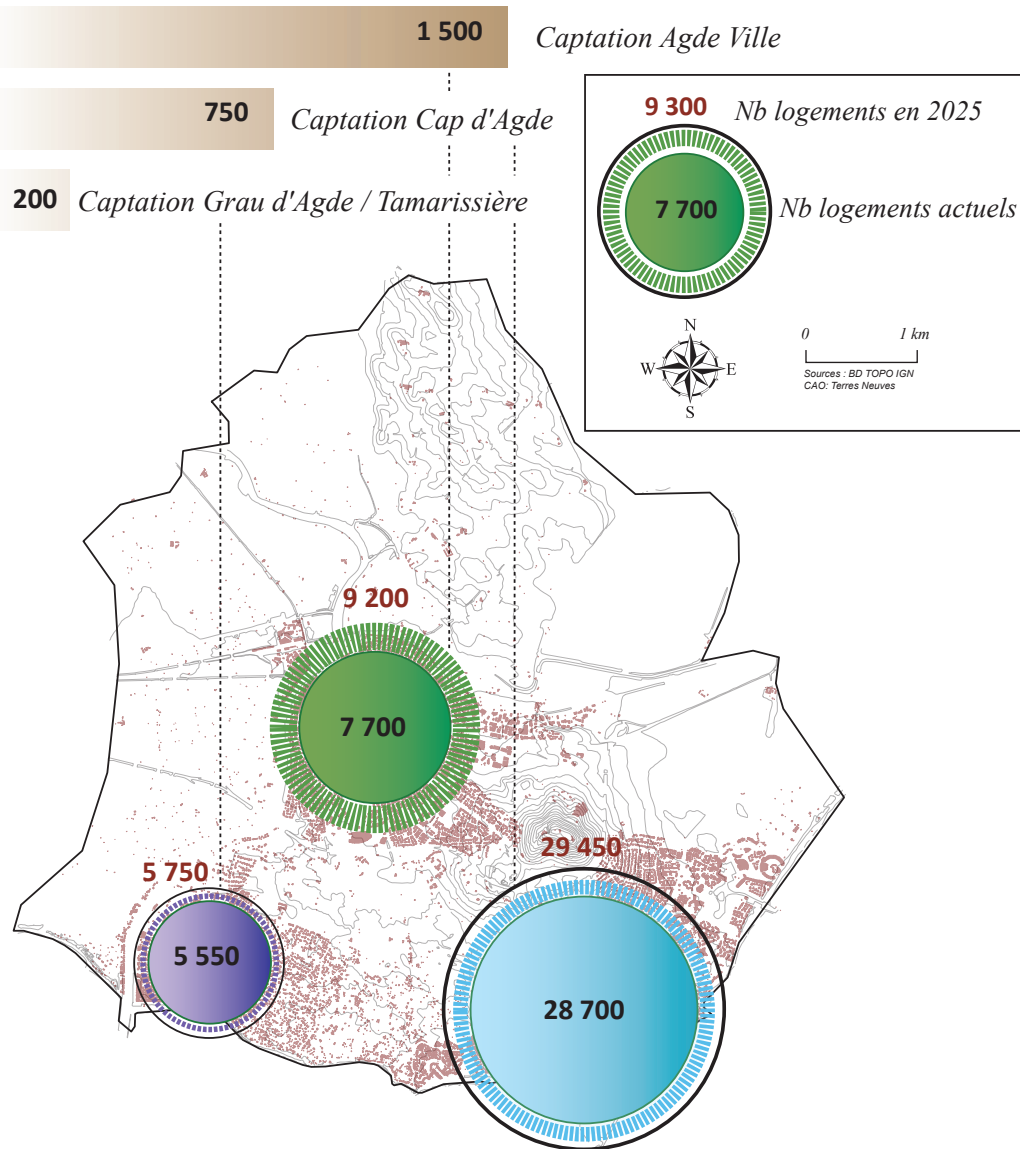 1 500
Captation Agde Ville
750
Captation Cap d'Agde
200
Captation Grau d'Agde / Tamarissière
9 300
Nb logements en 2025
7 700
Nb logements actuels
N
W E
S
0 1 km
Sources : BD TOPO IGN
CAO: Terres Neuves
9 200
7 700
29 450
5 750
5 550
28 700